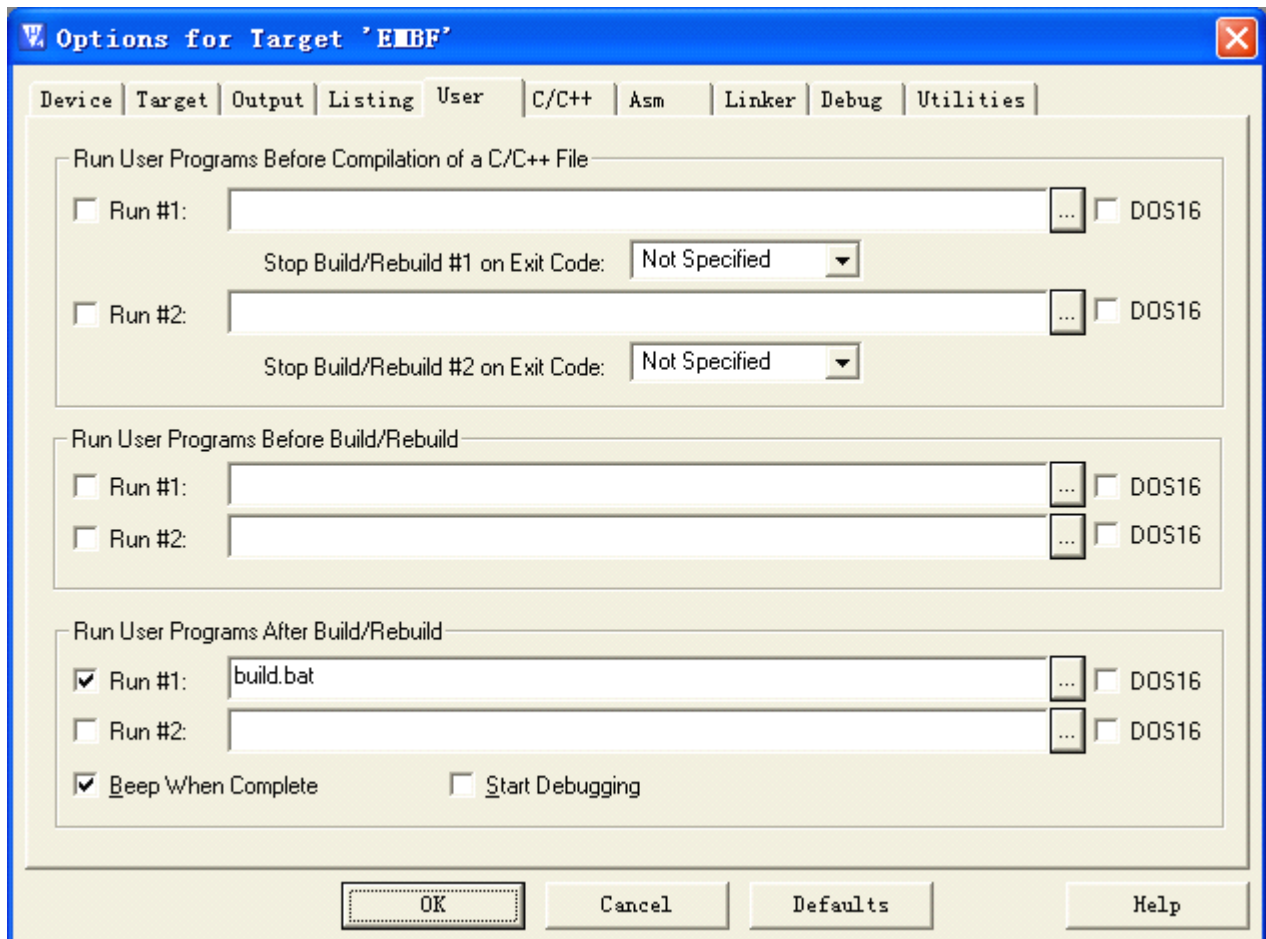 Options for Target 'EMBF'
Device Target Output Listing User C/C++ Asm Linker Debug Utilities
Run User Programs Before Compilation of a C/C++ File
Run #1: ... DOS16
Stop Build/Rebuild #1 on Exit Code: Not Specified
Run #2: ... DOS16
Stop Build/Rebuild #2 on Exit Code: Not Specified
Run User Programs Before Build/Rebuild
Run #1: ... DOS16
Run #2: ... DOS16
Run User Programs After Build/Rebuild
Run #1: build.bat ... DOS16
Run #2: ... DOS16
Beep When Complete Start Debugging
OK Cancel Defaults Help